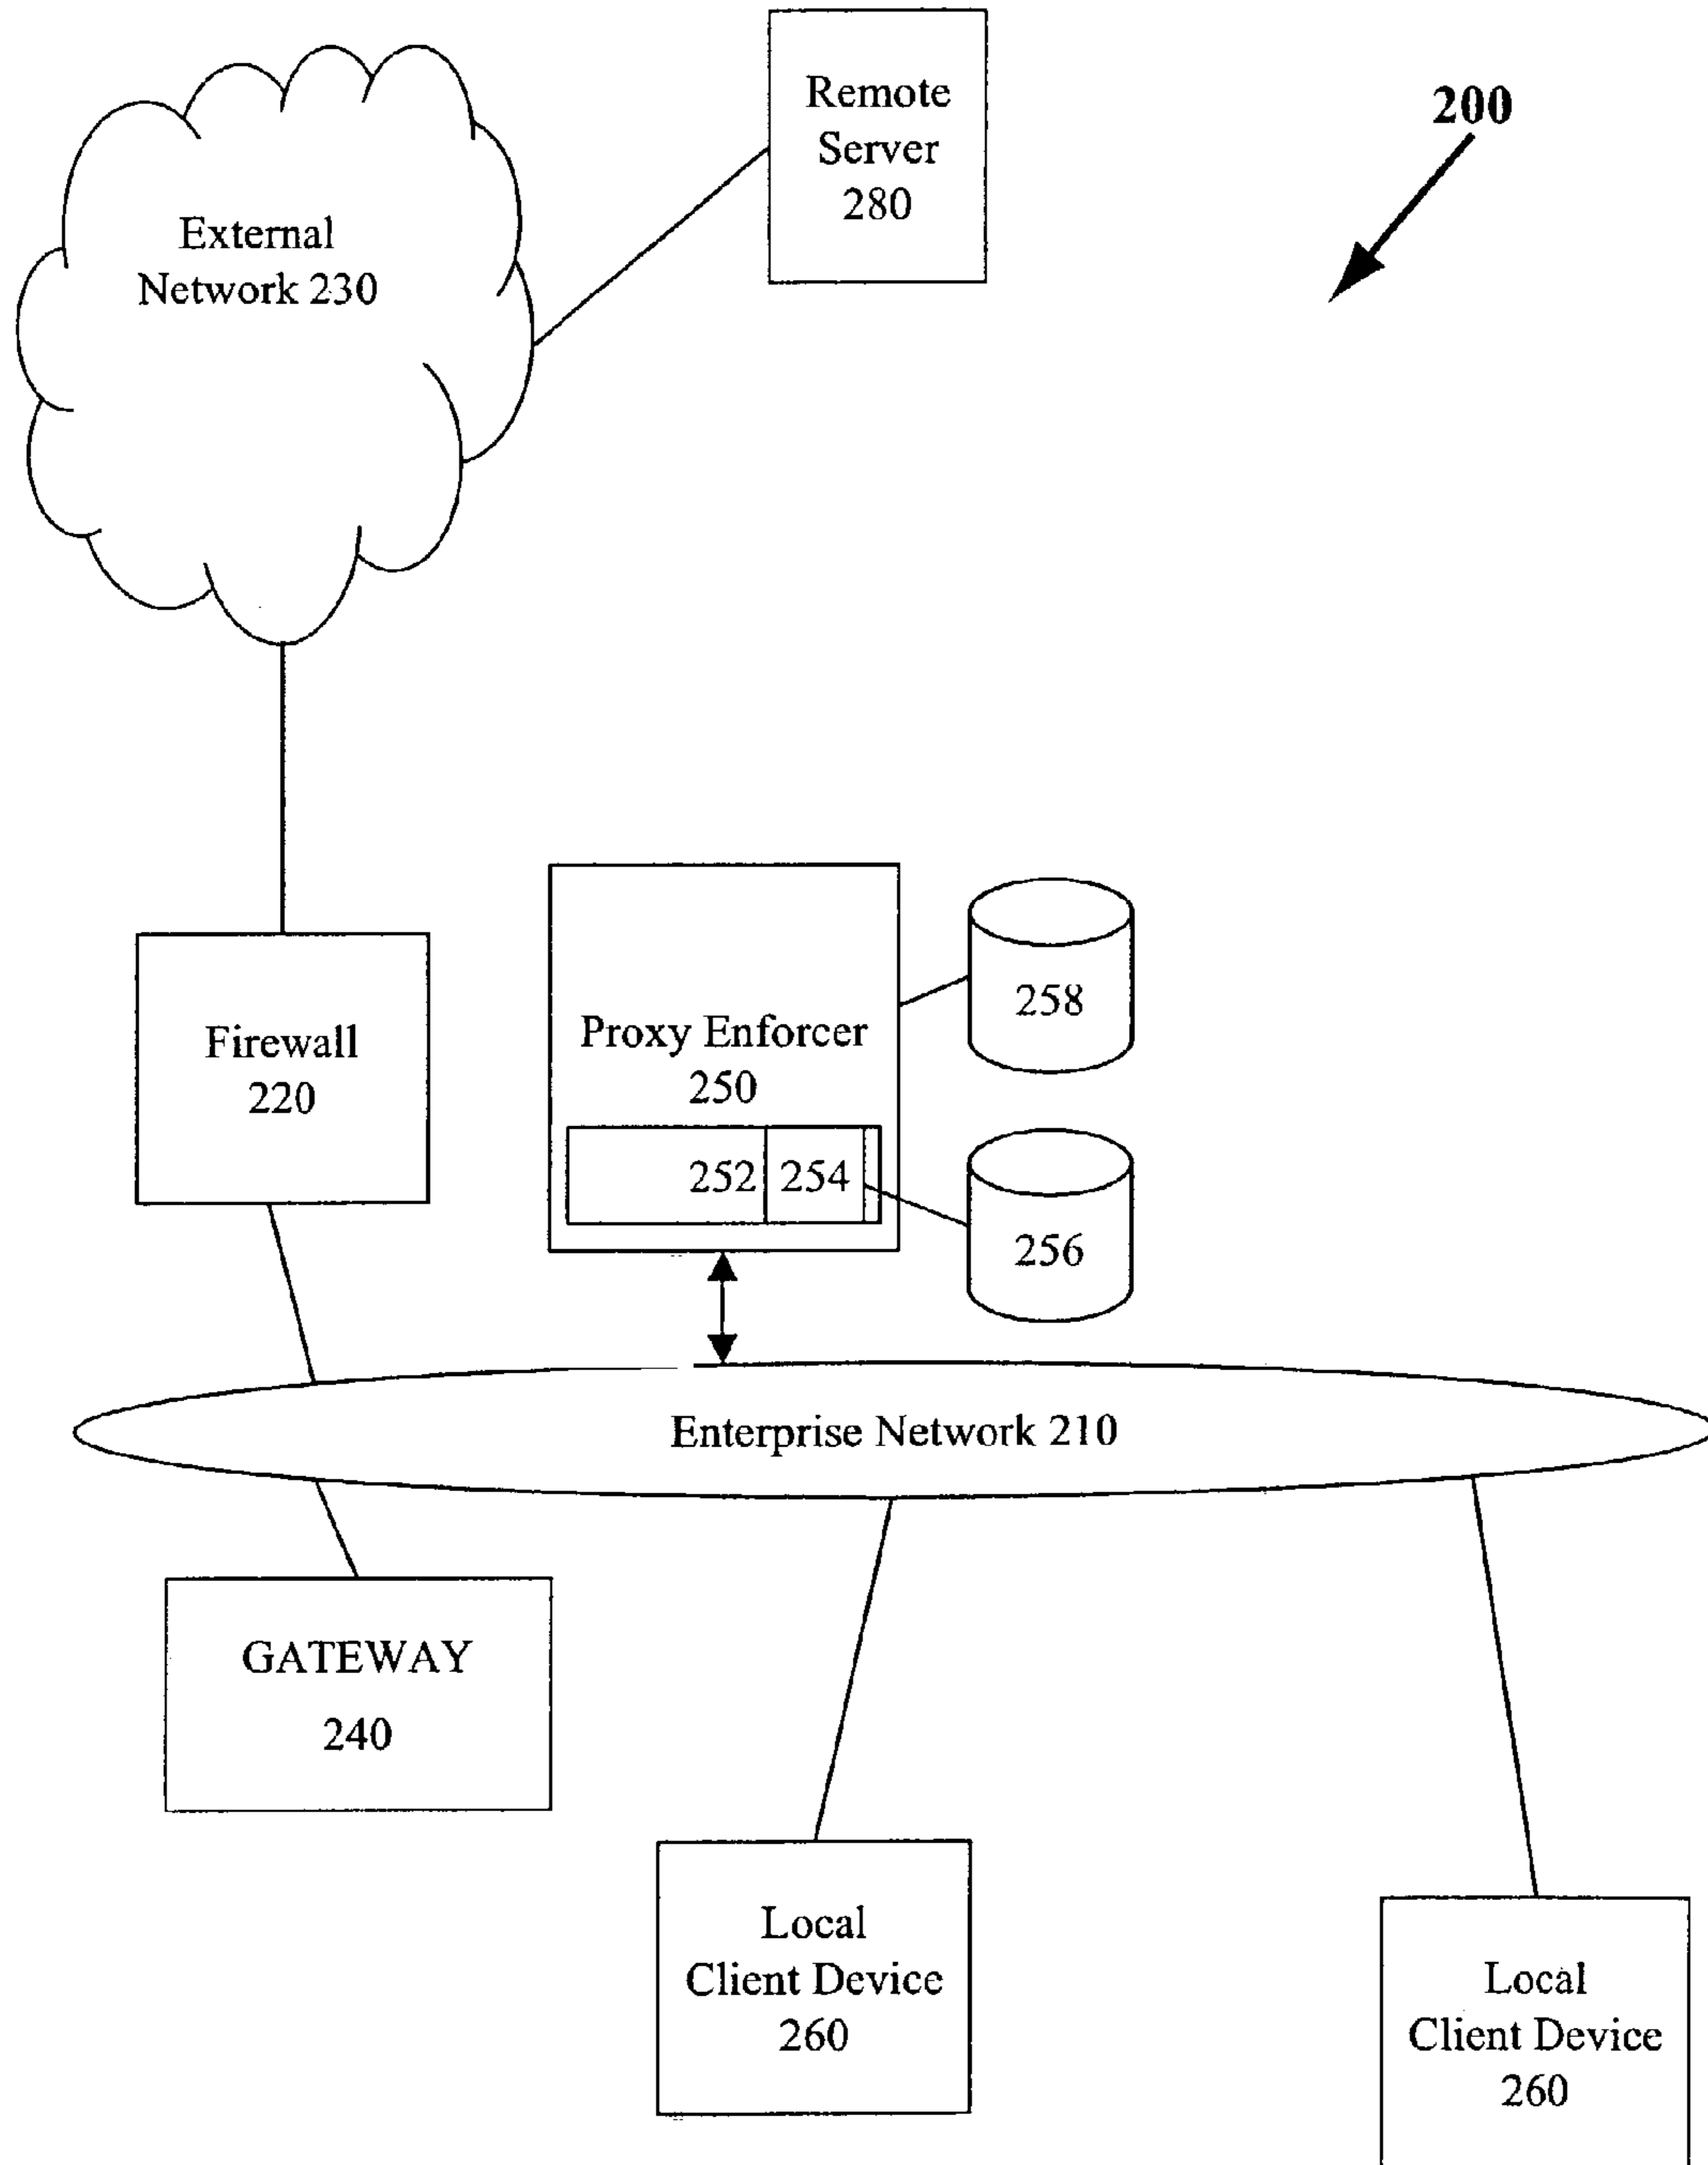 Remote
Server
280
200
External
Network 230
Firewall
220
Proxy Enforcer
250
252
254
258
256
Enterprise Network 210
GATEWAY
240
Local
Client Device
260
Local
Client Device
260